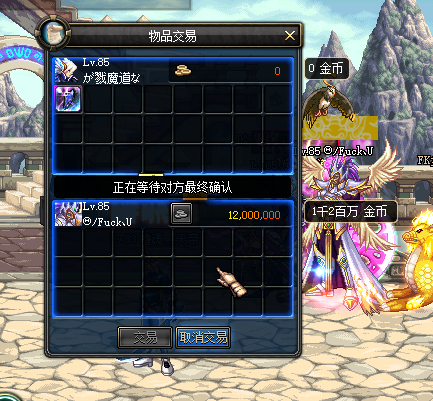 物品交易
Lv.85
が戮魔道な
0
0 金币
Lv.85 Θ/Fuck、U
正在等待对方最终确认
Lv.85
Θ/Fuck、U
12,000,000
1千2百万 金币
交易
取消交易